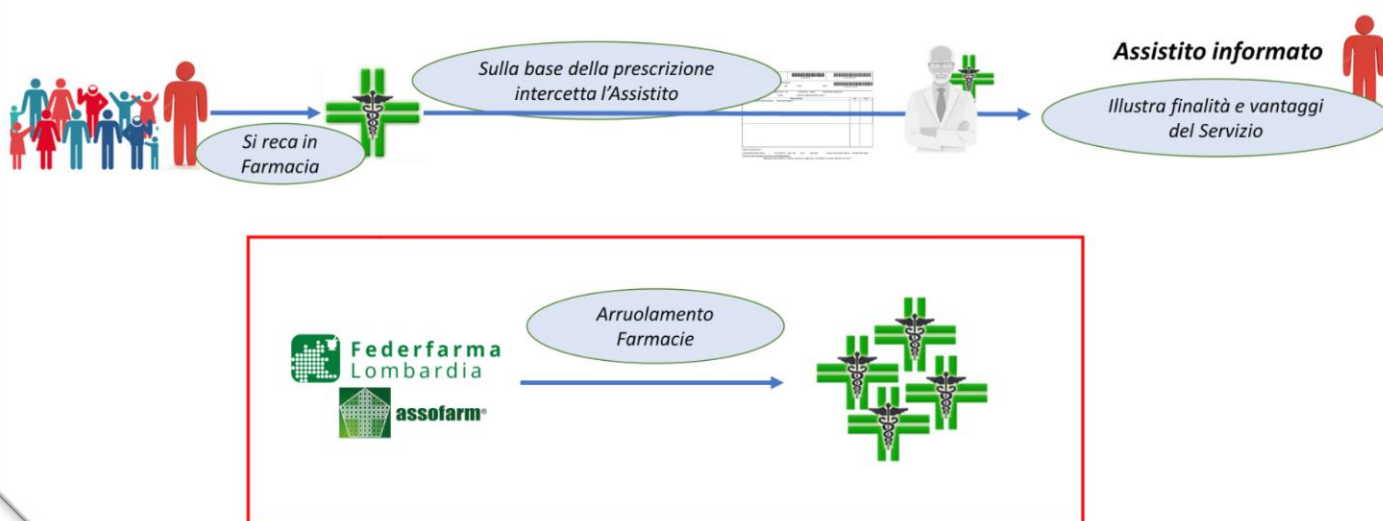 Assistito informato
Sulla base della prescrizione
intercetta l'Assistito
Illustra finalità e vantaggi
del Servizio
Si reca in
Farmacia
Arruolamento
Farmacie
Federfarma
Lombardia
assofarm®